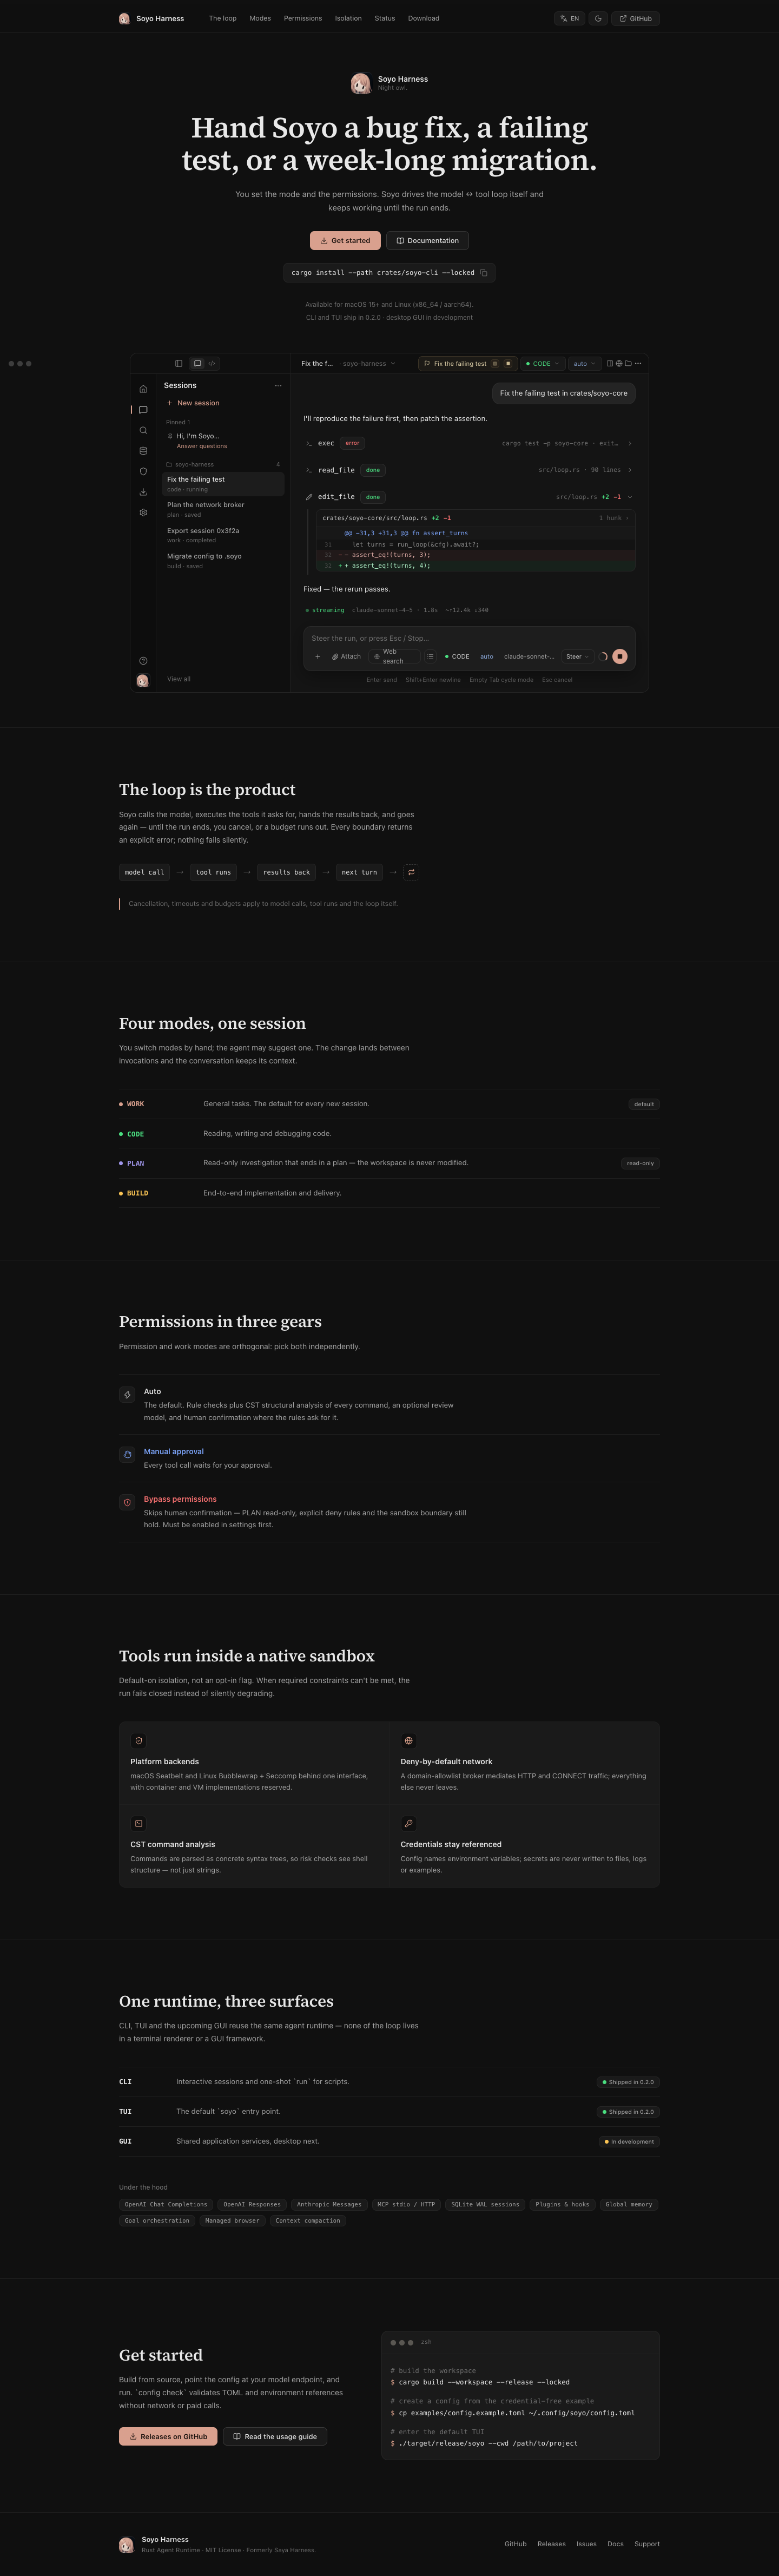 Soyo Harness
The loop
Modes
Permissions
Isolation
Status
Download
EN
GitHub
Soyo Harness
Night owl.
Hand Soyo a bug fix, a failing
test, or a week-long migration.
You set the mode and the permissions. Soyo drives the model ↔ tool loop itself and
keeps working until the run ends.
Get started
Documentation
cargo install --path crates/soyo-cli --locked
Available for macOS 15+ and Linux (x86_64 / aarch64).
CLI and TUI ship in 0.2.0 · desktop GUI in development
Fix the f… · soyo-harness
Fix the failing test
CODE
auto
Sessions
+ New session
Pinned 1
Hi, I'm Soyo…
Answer questions
soyo-harness 4
Fix the failing test
code · running
Plan the network broker
plan · saved
Export session 0x3f2a
work · completed
Migrate config to .soyo
build · saved
View all
Fix the failing test in crates/soyo-core
I'll reproduce the failure first, then patch the assertion.
exec error cargo test -p soyo-core · exit…
read_file done src/loop.rs · 90 lines
edit_file done src/loop.rs +2 −1
crates/soyo-core/src/loop.rs +2 −1 1 hunk
@@ -31,3 +31,3 @@ fn assert_turns
31 let turns = run_loop(&cfg).await?;
32 − − assert_eq!(turns, 3);
32 + + assert_eq!(turns, 4);
Fixed — the rerun passes.
streaming claude-sonnet-4-5 · 1.8s ~↑12.4k ↓340
Steer the run, or press Esc / Stop…
+ Attach
Web
search
CODE
auto
claude-sonnet-…
Steer
Enter send Shift+Enter newline Empty Tab cycle mode Esc cancel
The loop is the product
Soyo calls the model, executes the tools it asks for, hands the results back, and goes
again — until the run ends, you cancel, or a budget runs out. Every boundary returns
an explicit error; nothing fails silently.
model call → tool runs → results back → next turn →
Cancellation, timeouts and budgets apply to model calls, tool runs and the loop itself.
Four modes, one session
You switch modes by hand; the agent may suggest one. The change lands between
invocations and the conversation keeps its context.
WORK General tasks. The default for every new session. default
CODE Reading, writing and debugging code.
PLAN Read-only investigation that ends in a plan — the workspace is never modified. read-only
BUILD End-to-end implementation and delivery.
Permissions in three gears
Permission and work modes are orthogonal: pick both independently.
Auto
The default. Rule checks plus CST structural analysis of every command, an optional review
model, and human confirmation where the rules ask for it.
Manual approval
Every tool call waits for your approval.
Bypass permissions
Skips human confirmation — PLAN read-only, explicit deny rules and the sandbox boundary still
hold. Must be enabled in settings first.
Tools run inside a native sandbox
Default-on isolation, not an opt-in flag. When required constraints can't be met, the
run fails closed instead of silently degrading.
Platform backends
macOS Seatbelt and Linux Bubblewrap + Seccomp behind one interface,
with container and VM implementations reserved.
Deny-by-default network
A domain-allowlist broker mediates HTTP and CONNECT traffic; everything
else never leaves.
CST command analysis
Commands are parsed as concrete syntax trees, so risk checks see shell
structure — not just strings.
Credentials stay referenced
Config names environment variables; secrets are never written to files, logs
or examples.
One runtime, three surfaces
CLI, TUI and the upcoming GUI reuse the same agent runtime — none of the loop lives
in a terminal renderer or a GUI framework.
CLI Interactive sessions and one-shot `run` for scripts. Shipped in 0.2.0
TUI The default `soyo` entry point. Shipped in 0.2.0
GUI Shared application services, desktop next. In development
Under the hood
OpenAI Chat Completions
OpenAI Responses
Anthropic Messages
MCP stdio / HTTP
SQLite WAL sessions
Plugins & hooks
Global memory
Goal orchestration
Managed browser
Context compaction
Get started
Build from source, point the config at your model endpoint, and
run. `config check` validates TOML and environment references
without network or paid calls.
Releases on GitHub
Read the usage guide
zsh
# build the workspace
$ cargo build --workspace --release --locked
# create a config from the credential-free example
$ cp examples/config.example.toml ~/.config/soyo/config.toml
# enter the default TUI
$ ./target/release/soyo --cwd /path/to/project
Soyo Harness
Rust Agent Runtime · MIT License · Formerly Saya Harness.
GitHub
Releases
Issues
Docs
Support